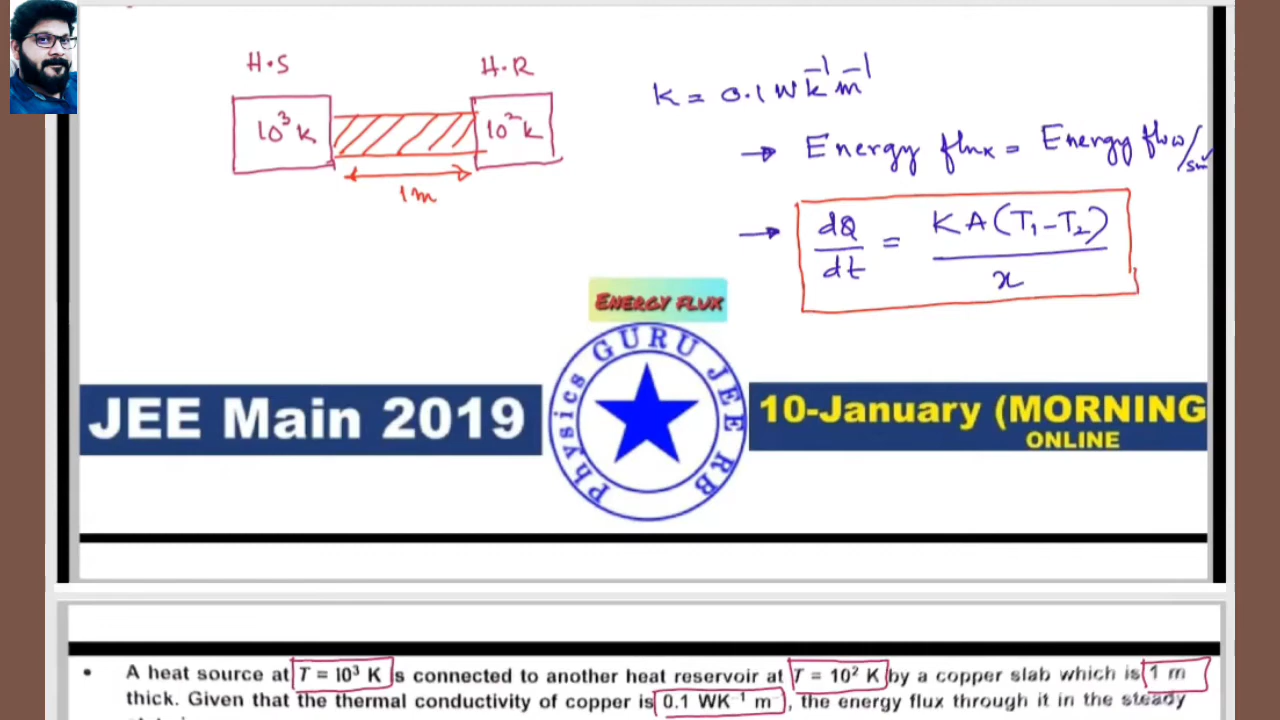 H.S
H.R
10³ K
10² K
1m
K = 0.1 W k⁻¹ m⁻¹
→ Energy flux = Energy flow/
→ dQ/dt = KA(T₁-T₂)/x
ENERGY FLUX
Physics GURU JEE RB
JEE Main 2019
10-January (MORNING
ONLINE
• A heat source at T = 10³ K is connected to another heat reservoir at T = 10² K by a copper slab which is 1 m
thick. Given that the thermal conductivity of copper is 0.1 WK⁻¹ m⁻¹, the energy flux through it in the steady